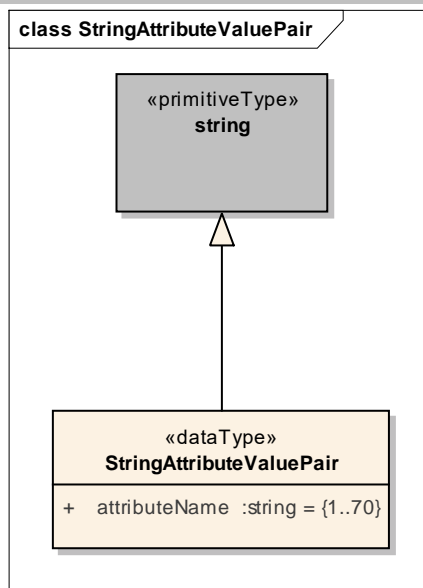 class StringAttributeValuePair
«primitiveType»
string
«dataType»
StringAttributeValuePair
+ attributeName :string = {1..70}